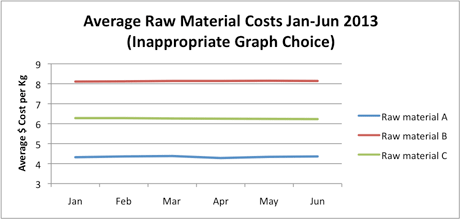 Average Raw Material Costs Jan-Jun 2013
(Inappropriate Graph Choice)
Average $ Cost per Kg
9
8
7
6
5
4
3
Jan Feb Mar Apr May Jun
Raw material A
Raw material B
Raw material C